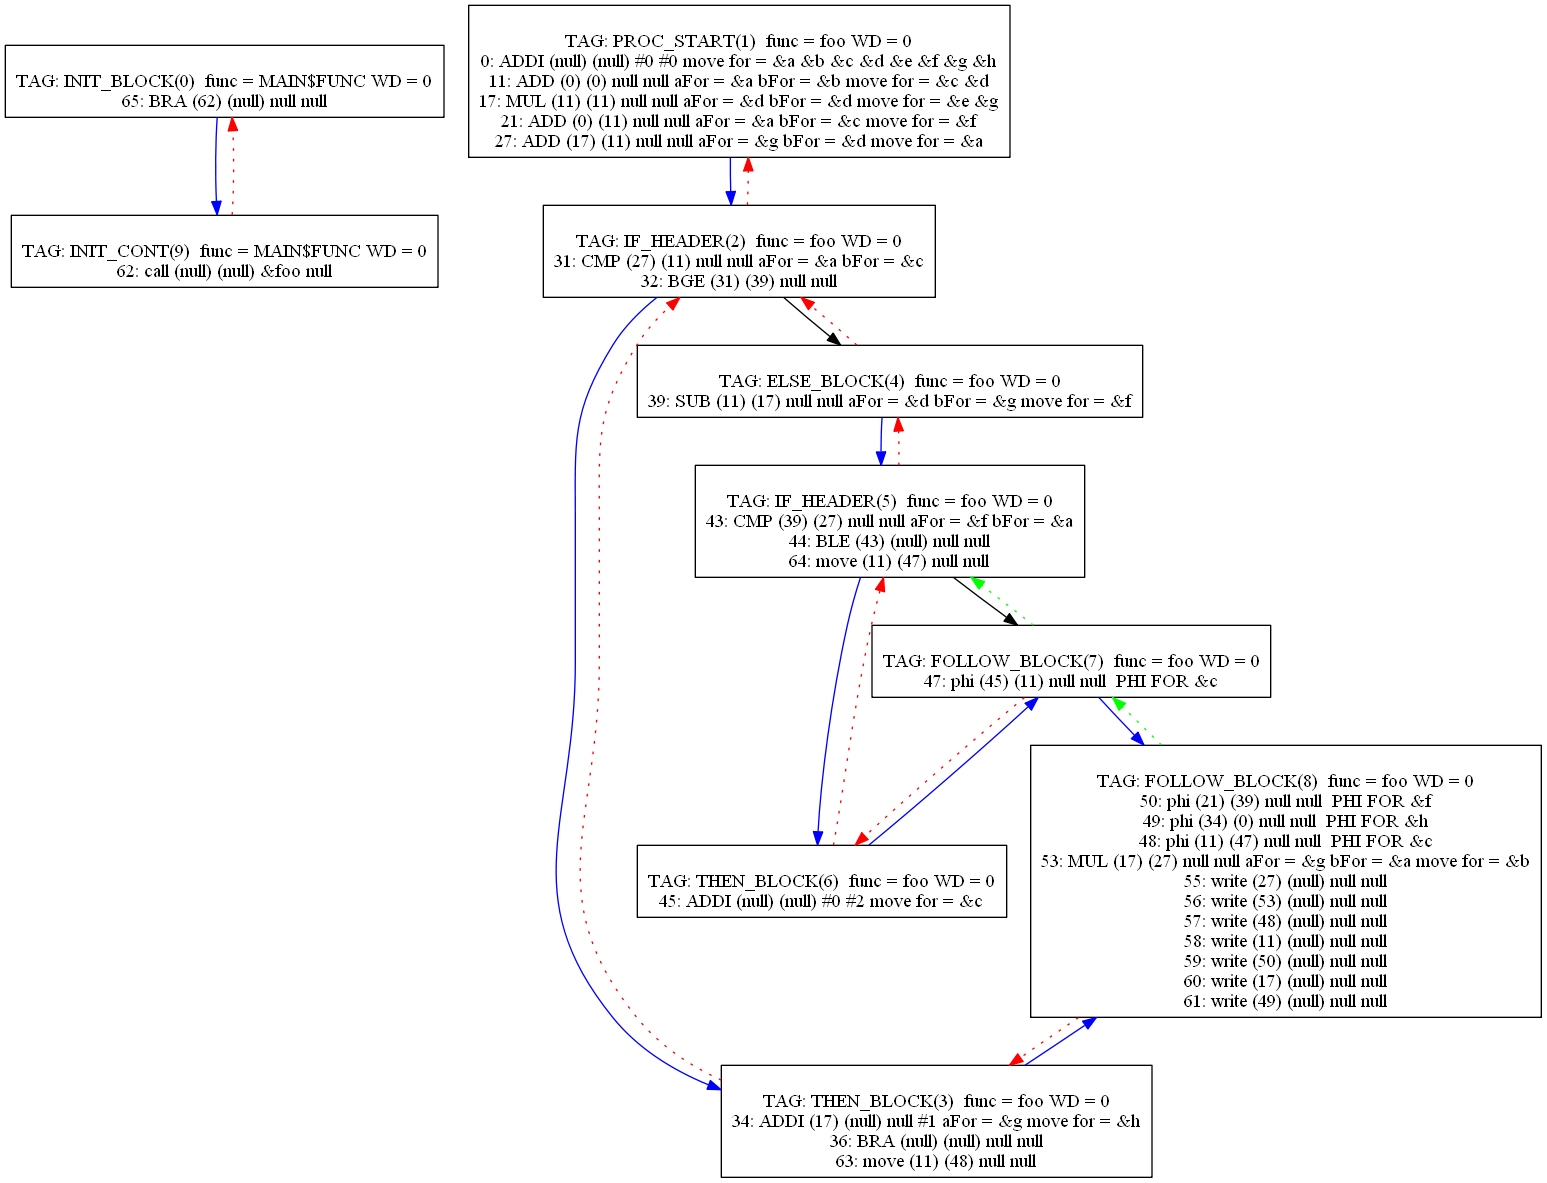 TAG: INIT_BLOCK(0) func = MAIN$FUNC WD = 0
65: BRA (62) (null) null null
TAG: INIT_CONT(9) func = MAIN$FUNC WD = 0
62: call (null) (null) &foo null
TAG: PROC_START(1) func = foo WD = 0
0: ADDI (null) (null) #0 #0 move for = &a &b &c &d &e &f &g &h
11: ADD (0) (0) null null aFor = &a bFor = &b move for = &c &d
17: MUL (11) (11) null null aFor = &d bFor = &d move for = &e &g
21: ADD (0) (11) null null aFor = &a bFor = &c move for = &f
27: ADD (17) (11) null null aFor = &g bFor = &d move for = &a
TAG: IF_HEADER(2) func = foo WD = 0
31: CMP (27) (11) null null aFor = &a bFor = &c
32: BGE (31) (39) null null
TAG: ELSE_BLOCK(4) func = foo WD = 0
39: SUB (11) (17) null null aFor = &d bFor = &g move for = &f
TAG: IF_HEADER(5) func = foo WD = 0
43: CMP (39) (27) null null aFor = &f bFor = &a
44: BLE (43) (null) null null
64: move (11) (47) null null
TAG: FOLLOW_BLOCK(7) func = foo WD = 0
47: phi (45) (11) null null PHI FOR &c
TAG: FOLLOW_BLOCK(8) func = foo WD = 0
50: phi (21) (39) null null PHI FOR &f
49: phi (34) (0) null null PHI FOR &h
48: phi (11) (47) null null PHI FOR &c
53: MUL (17) (27) null null aFor = &g bFor = &a move for = &b
55: write (27) (null) null null
56: write (53) (null) null null
57: write (48) (null) null null
58: write (11) (null) null null
59: write (50) (null) null null
60: write (17) (null) null null
61: write (49) (null) null null
TAG: THEN_BLOCK(6) func = foo WD = 0
45: ADDI (null) (null) #0 #2 move for = &c
TAG: THEN_BLOCK(3) func = foo WD = 0
34: ADDI (17) (null) null #1 aFor = &g move for = &h
36: BRA (null) (null) null null
63: move (11) (48) null null